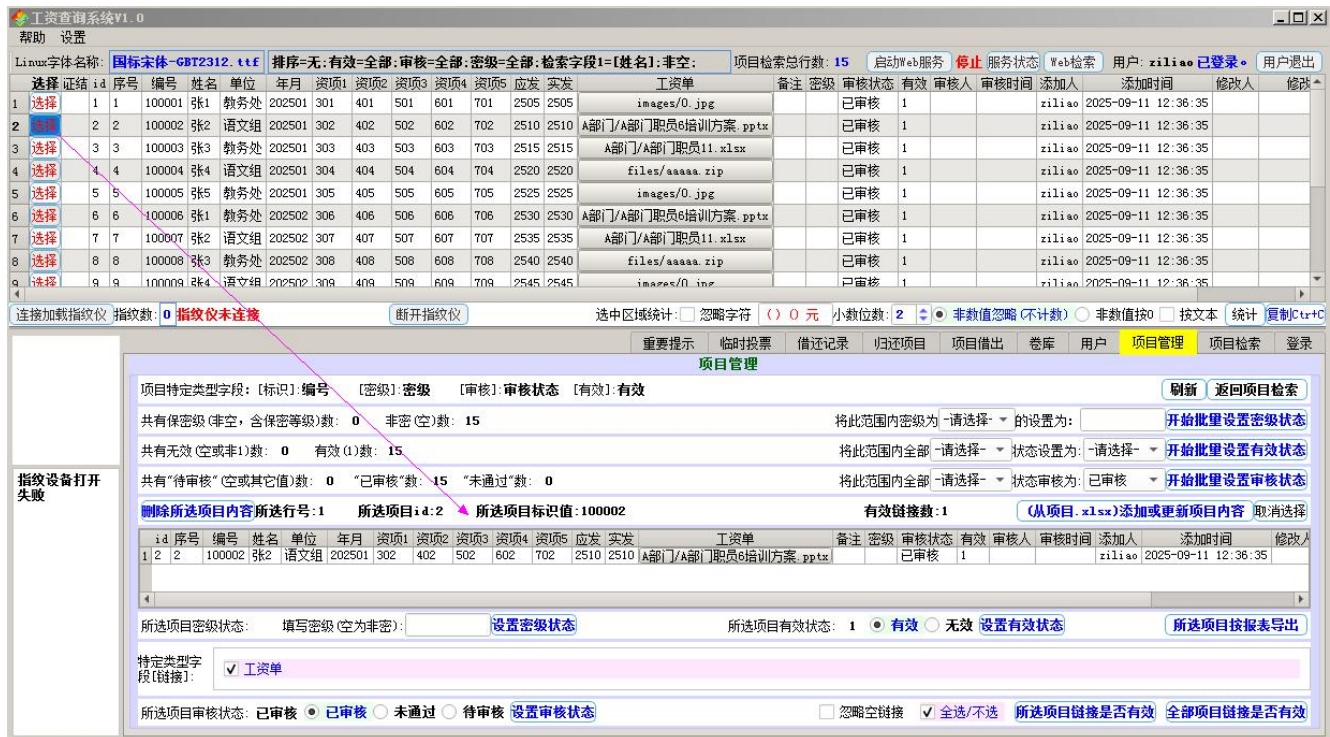 工资查询系统V1.0
帮助 设置
Linux字体名称: 国标宋体-GBT2312.ttf 排序=无;有效=全部;审核=全部;密级=全部;检索字段1=[姓名]:非空; 项目检索总行数: 15 启动Web服务 停止 服务状态 Web检索 用户: ziliao 已登录。 用户退出
选择 证结 id 序号 编号 姓名 单位 年月 资项1 资项2 资项3 资项4 资项5 应发 实发 工资单 备注 密级 审核状态 有效 审核人 审核时间 添加人 添加时间 修改人 修改
1 选择 1 1 100001 张1 教务处 202501 301 401 501 601 701 2505 2505 images/0.jpg 已审核 1 ziliao 2025-09-11 12:36:35
2 选择 2 2 100002 张2 语文组 202501 302 402 502 602 702 2510 2510 A部门/A部门职员6培训方案.pptx 已审核 1 ziliao 2025-09-11 12:36:35
3 选择 3 3 100003 张3 教务处 202501 303 403 503 603 703 2515 2515 A部门/A部门职员11.xlsx 已审核 1 ziliao 2025-09-11 12:36:35
4 选择 4 4 100004 张4 语文组 202501 304 404 504 604 704 2520 2520 files/aaaaa.zip 已审核 1 ziliao 2025-09-11 12:36:35
5 选择 5 5 100005 张5 教务处 202501 305 405 505 605 705 2525 2525 images/0.jpg 已审核 1 ziliao 2025-09-11 12:36:35
6 选择 6 6 100006 张1 语文组 202502 306 406 506 606 706 2530 2530 A部门/A部门职员6培训方案.pptx 已审核 1 ziliao 2025-09-11 12:36:35
7 选择 7 7 100007 张2 语文组 202502 307 407 507 607 707 2535 2535 A部门/A部门职员11.xlsx 已审核 1 ziliao 2025-09-11 12:36:35
8 选择 8 8 100008 张3 教务处 202502 308 408 508 608 708 2540 2540 files/aaaaa.zip 已审核 1 ziliao 2025-09-11 12:36:35
9 选择 9 9 100009 张4 语文组 202502 309 409 509 609 709 2545 2545 images/0.jpg 已审核 1 ziliao 2025-09-11 12:36:35
连接加载指纹仪 指纹数: 0 指纹仪未连接 断开指纹仪 选中区域统计: 忽略字符 () 0 元 小数位数: 2 非数值忽略(不计数) 非数值按0 按文本 统计 复制Ctr+C
重要提示 临时投票 借还记录 归还项目 项目借出 卷库 用户 项目管理 项目检索 登录
项目管理
项目特定类型字段: [标识]:编号 [密级]:密级 [审核]:审核状态 [有效]:有效 刷新 返回项目检索
共有保密级(非空，含保密等级)数: 0 非密(空)数: 15 将此范围内密级为 -请选择- 的设置为: 开始批量设置密级状态
共有无效(空或非1)数: 0 有效(1)数: 15 将此范围内全部 -请选择- 状态设置为: -请选择- 开始批量设置有效状态
指纹设备打开失败
共有"待审核"(空或其它值)数: 0 "已审核"数: 15 "未通过"数: 0 将此范围内全部 -请选择- 状态审核为: 已审核 开始批量设置审核状态
删除所选项目内容 所选行号:1 所选项目id:2 所选项目标识值:100002 有效链接数:1 (从项目.xlsx)添加或更新项目内容 取消选择
id 序号 编号 姓名 单位 年月 资项1 资项2 资项3 资项4 资项5 应发 实发 工资单 备注 密级 审核状态 有效 审核人 审核时间 添加人 添加时间 修改人
1 2 2 100002 张2 语文组 202501 302 402 502 602 702 2510 2510 A部门/A部门职员6培训方案.pptx 已审核 1 ziliao 2025-09-11 12:36:35
所选项目密级状态: 填写密级(空为非密): 设置密级状态 所选项目有效状态: 1 有效 无效 设置有效状态 所选项目按报表导出
特定类型字段[链接]: 工资单
所选项目审核状态: 已审核 已审核 未通过 待审核 设置审核状态 忽略空链接 全选/不选 所选项目链接是否有效 全部项目链接是否有效